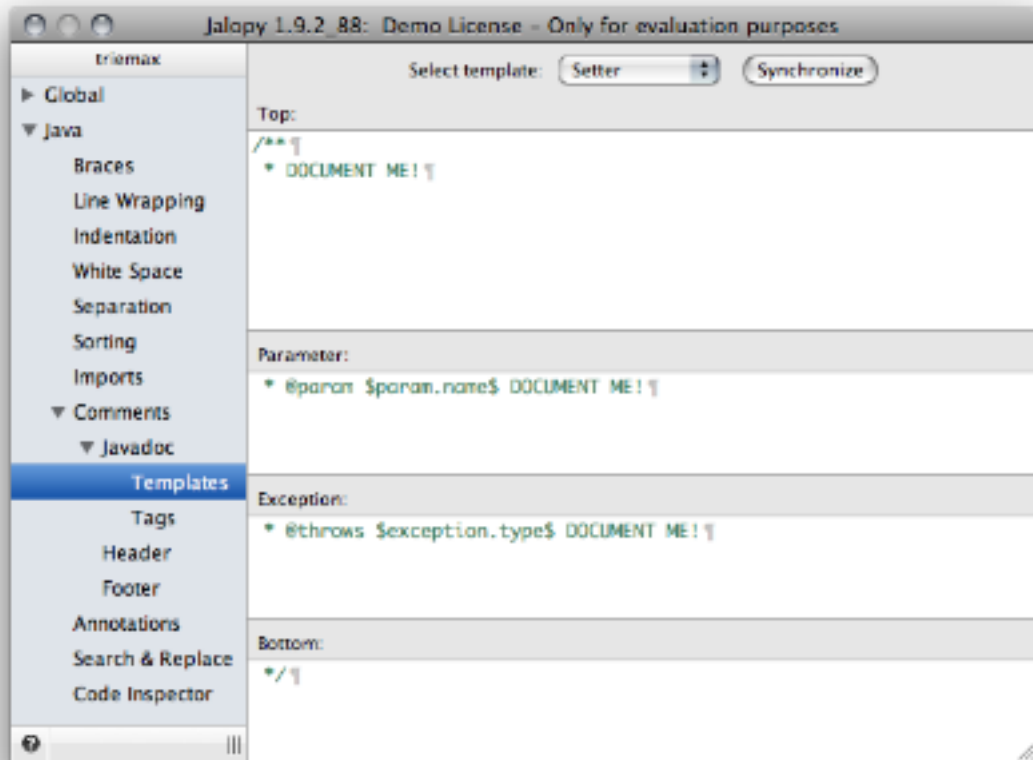 Jalopy 1.9.2_88: Demo License – Only for evaluation purposes
triemax
Global
Java
Braces
Line Wrapping
Indentation
White Space
Separation
Sorting
Imports
Comments
Javadoc
Templates
Tags
Header
Footer
Annotations
Search & Replace
Code Inspector
Select template: Setter Synchronize
Top:
/**¶
* DOCUMENT ME!¶
Parameter:
* @param $param.name$ DOCUMENT ME!¶
Exception:
* @throws $exception.type$ DOCUMENT ME!¶
Bottom:
*/¶